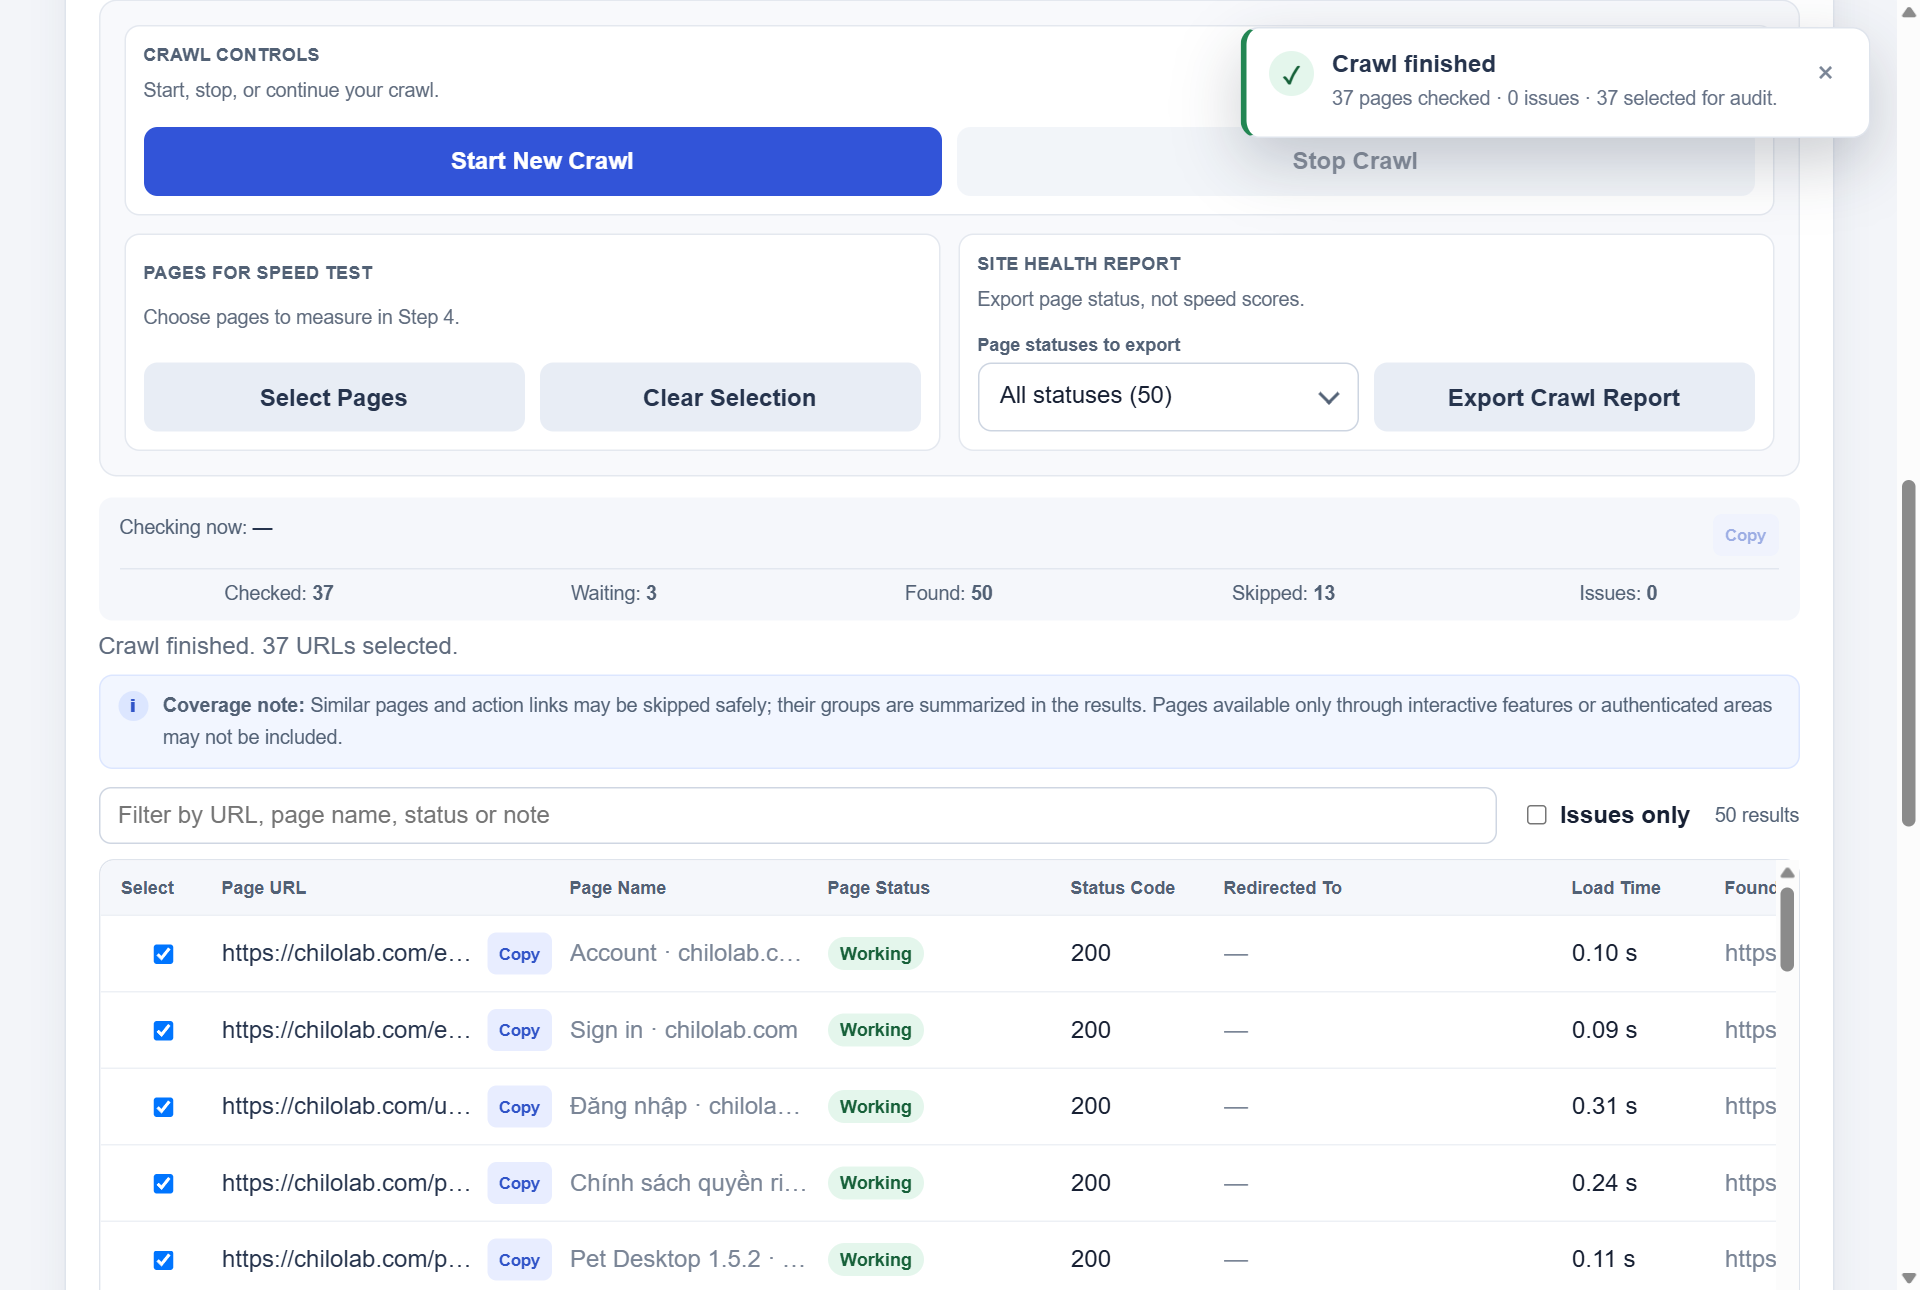 CRAWL CONTROLS
Start, stop, or continue your crawl.
Crawl finished
37 pages checked · 0 issues · 37 selected for audit.
×
Start New Crawl
Stop Crawl
PAGES FOR SPEED TEST
Choose pages to measure in Step 4.
Select Pages
Clear Selection
SITE HEALTH REPORT
Export page status, not speed scores.
Page statuses to export
All statuses (50)
Export Crawl Report
Checking now: —
Copy
Checked: 37
Waiting: 3
Found: 50
Skipped: 13
Issues: 0
Crawl finished. 37 URLs selected.
i
Coverage note: Similar pages and action links may be skipped safely; their groups are summarized in the results. Pages available only through interactive features or authenticated areas
may not be included.
Filter by URL, page name, status or note
Issues only
50 results
Select Page URL Page Name Page Status Status Code Redirected To Load Time Found
https://chilolab.com/e... Copy Account · chilolab.c... Working 200 — 0.10 s https
https://chilolab.com/e... Copy Sign in · chilolab.com Working 200 — 0.09 s https
https://chilolab.com/u... Copy Đăng nhập · chilola... Working 200 — 0.31 s https
https://chilolab.com/p... Copy Chính sách quyền ri... Working 200 — 0.24 s https
https://chilolab.com/p... Copy Pet Desktop 1.5.2 · ... Working 200 — 0.11 s https